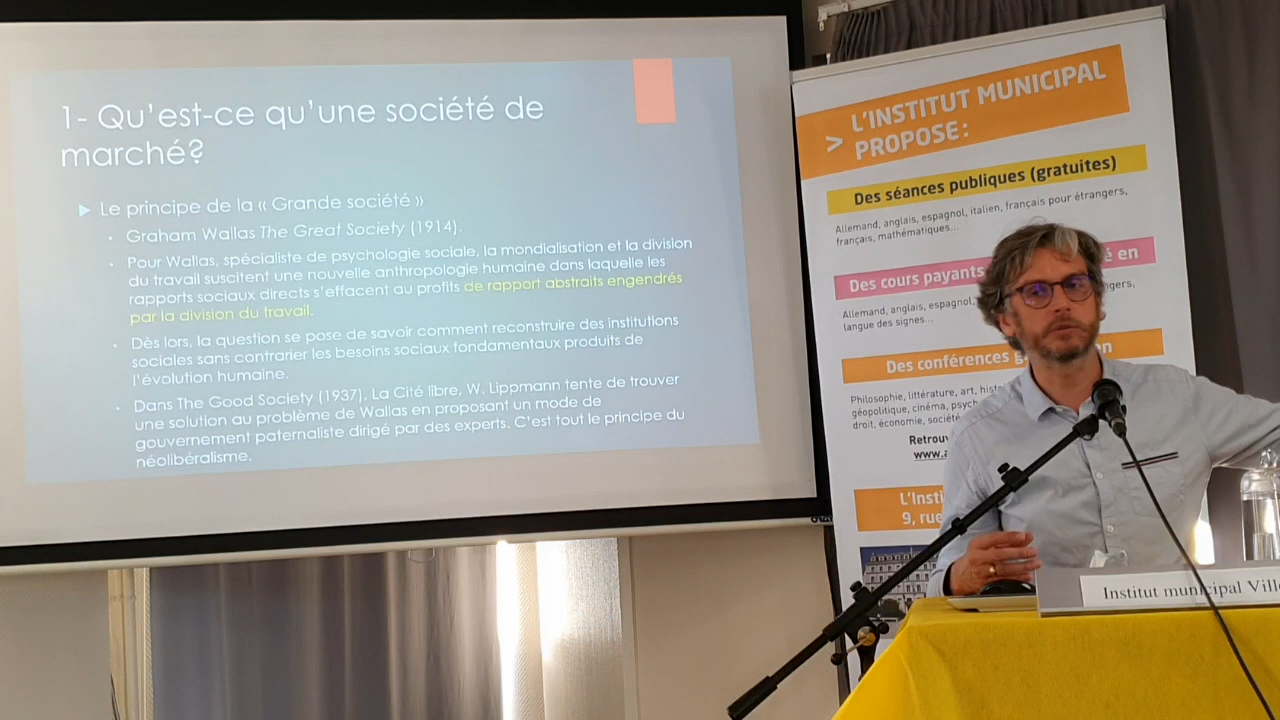 1- Qu'est-ce qu'une société de
marché?
Le principe de la « Grande société »
Graham Wallas The Great Society (1914).
Pour Wallas, spécialiste de psychologie sociale, la mondialisation et la division
du travail suscitent une nouvelle anthropologie humaine dans laquelle les
rapports sociaux directs s'effacent au profits de rapport abstraits engendrés
par la division du travail.
Dès lors, la question se pose de savoir comment reconstruire des institutions
sociales sans contrarier les besoins sociaux fondamentaux produits de
l'évolution humaine.
Dans The Good Society (1937), La Cité libre, W. Lippmann tente de trouver
une solution au problème de Wallas en proposant un mode de
gouvernement paternaliste dirigé par des experts. C'est tout le principe du
néolibéralisme.
> L'INSTITUT MUNICIPAL
PROPOSE:
Des séances publiques (gratuites)
Allemand, anglais, espagnol, italien, français pour étrangers,
français, mathématiques...
Des cours payants é en
Allemand, anglais, espagnol, ngers,
langue des signes...
Des conférences
Philosophie, littérature, art,
géopolitique, cinéma,
droit, économie, société
www.
9, rue
Institut municipal